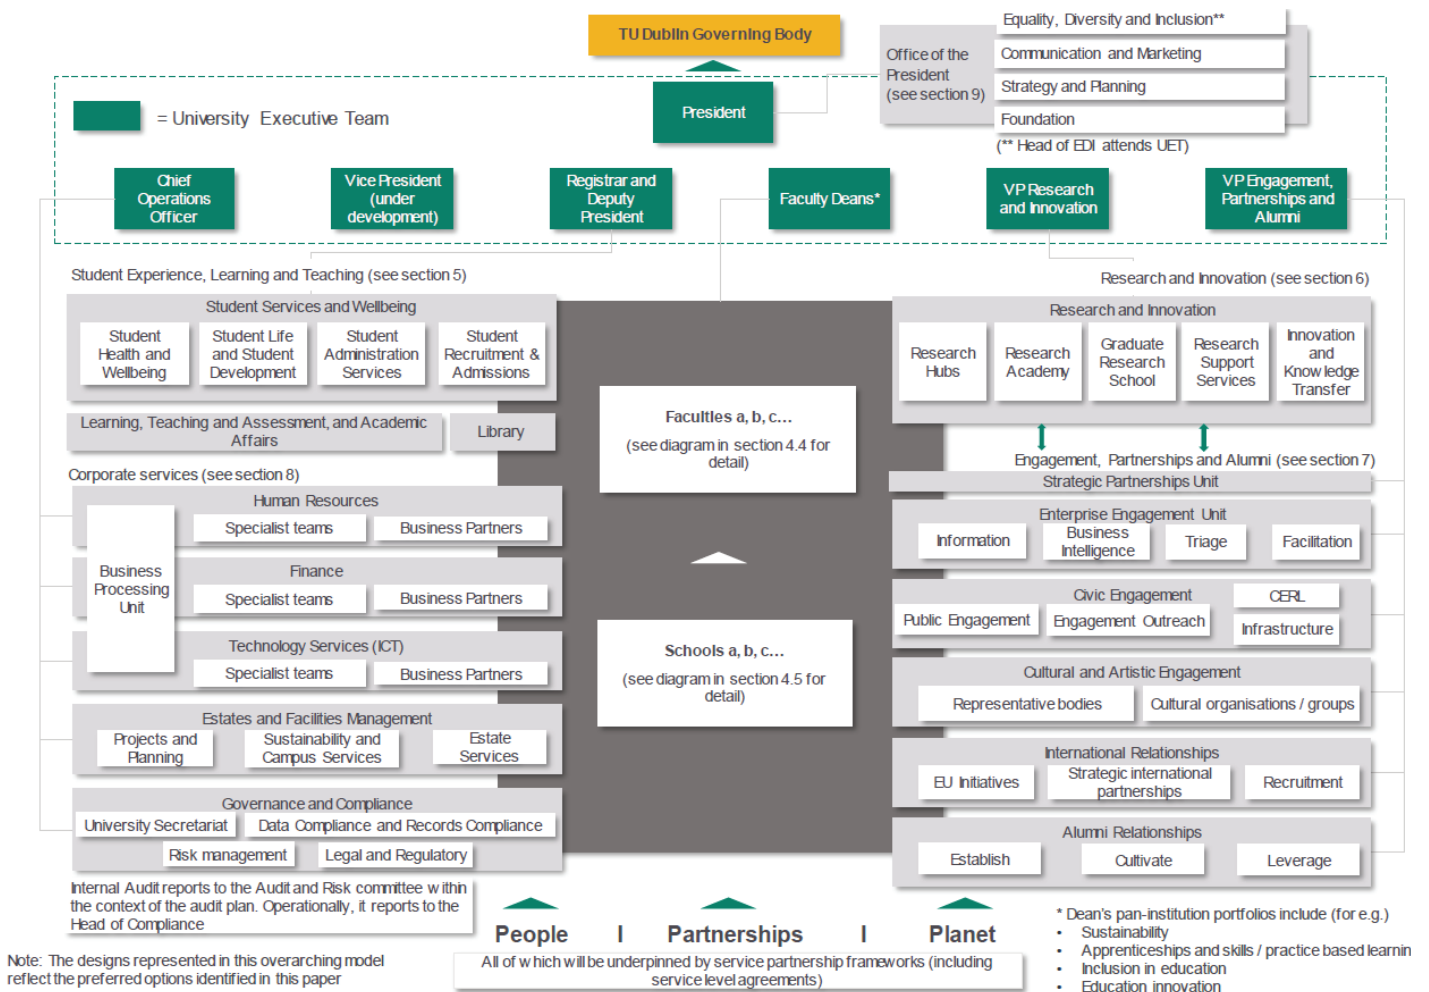 TU Dublin Governing Body
Office of the
President
(see section 9)
Equality, Diversity and Inclusion**
Communication and Marketing
Strategy and Planning
Foundation
(** Head of EDI attends UET)
President
= University Executive Team
Chief
Operations
Officer
Vice President
(under
development)
Registrar and
Deputy
President
Faculty Deans*
VP Research
and Innovation
VP Engagement,
Partnerships and
Alumni
Student Experience, Learning and Teaching (see section 5)
Student Services and Wellbeing
Student
Health and
Wellbeing
Student Life
and Student
Development
Student
Administration
Services
Student
Recruitment &
Admissions
Learning, Teaching and Assessment, and Academic
Affairs
Library
Corporate services (see section 8)
Human Resources
Specialist teams
Business Partners
Business
Processing
Unit
Finance
Specialist teams
Business Partners
Technology Services (ICT)
Specialist teams
Business Partners
Estates and Facilities Management
Projects and
Planning
Sustainability and
Campus Services
Estate
Services
Governance and Compliance
University Secretariat
Data Compliance and Records Compliance
Risk management
Legal and Regulatory
Internal Audit reports to the Audit and Risk committee within
the context of the audit plan. Operationally, it reports to the
Head of Compliance
Note: The designs represented in this overarching model
reflect the preferred options identified in this paper
Faculties a, b, c...
(see diagram in section 4.4 for
detail)
Schools a, b, c...
(see diagram in section 4.5 for
detail)
People I Partnerships I Planet
All of which will be underpinned by service partnership frameworks (including
service level agreements)
Research and Innovation (see section 6)
Research and Innovation
Research
Hubs
Research
Academy
Graduate
Research
School
Research
Support
Services
Innovation
and
Knowledge
Transfer
Engagement, Partnerships and Alumni (see section 7)
Strategic Partnerships Unit
Enterprise Engagement Unit
Information
Business
Intelligence
Triage
Facilitation
Civic Engagement
Public Engagement
Engagement Outreach
CERL
Infrastructure
Cultural and Artistic Engagement
Representative bodies
Cultural organisations / groups
International Relationships
EU Initiatives
Strategic international
partnerships
Recruitment
Alumni Relationships
Establish
Cultivate
Leverage
* Dean's pan-institution portfolios include (for e.g.)
• Sustainability
• Apprenticeships and skills / practice based learnin
• Inclusion in education
• Education innovation